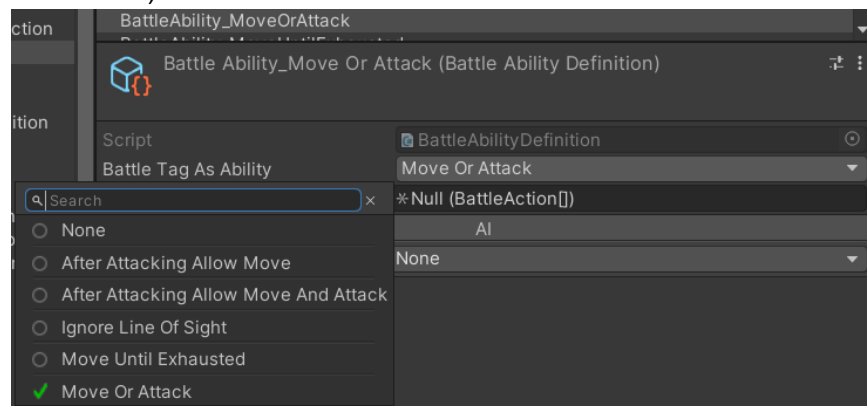 ction
BattleAbility_MoveOrAttack
Battle Ability_Move Or Attack (Battle Ability Definition)
ition
Script
BattleAbilityDefinition
Battle Tag As Ability
Move Or Attack
Search
Null (BattleAction[])
None
AI
After Attacking Allow Move
None
After Attacking Allow Move And Attack
Ignore Line Of Sight
Move Until Exhausted
Move Or Attack